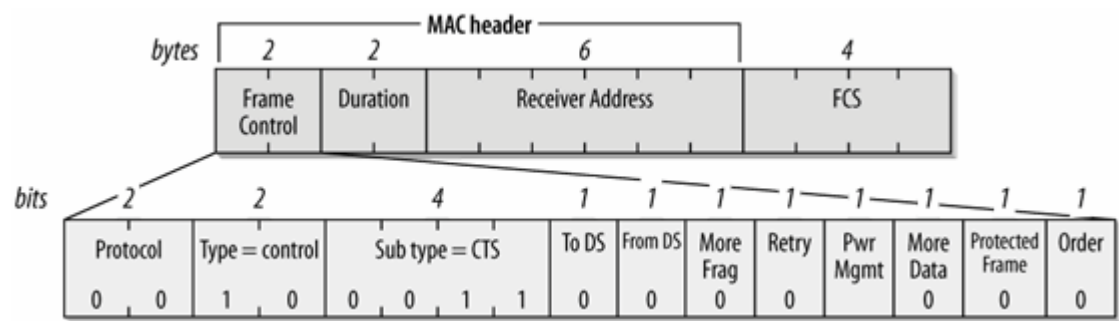 MAC header
bytes 2 2 6 4
Frame Control Duration Receiver Address FCS
bits 2 2 4 1 1 1 1 1 1 1 1
Protocol Type = control Sub type = CTS To DS From DS More Frag Retry Pwr Mgmt More Data Protected Frame Order
0 0 1 0 0 0 1 1 0 0 0 0 0 0 0